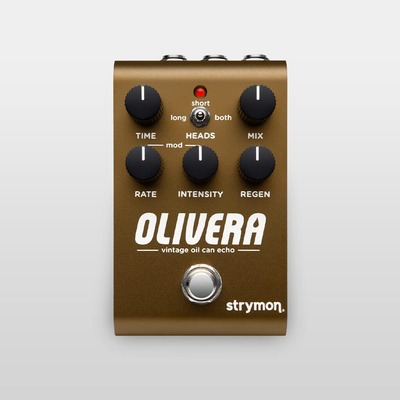 short
long both
TIME HEADS MIX
mod
RATE INTENSITY REGEN
OLIVERA
vintage oil can echo
strymon.